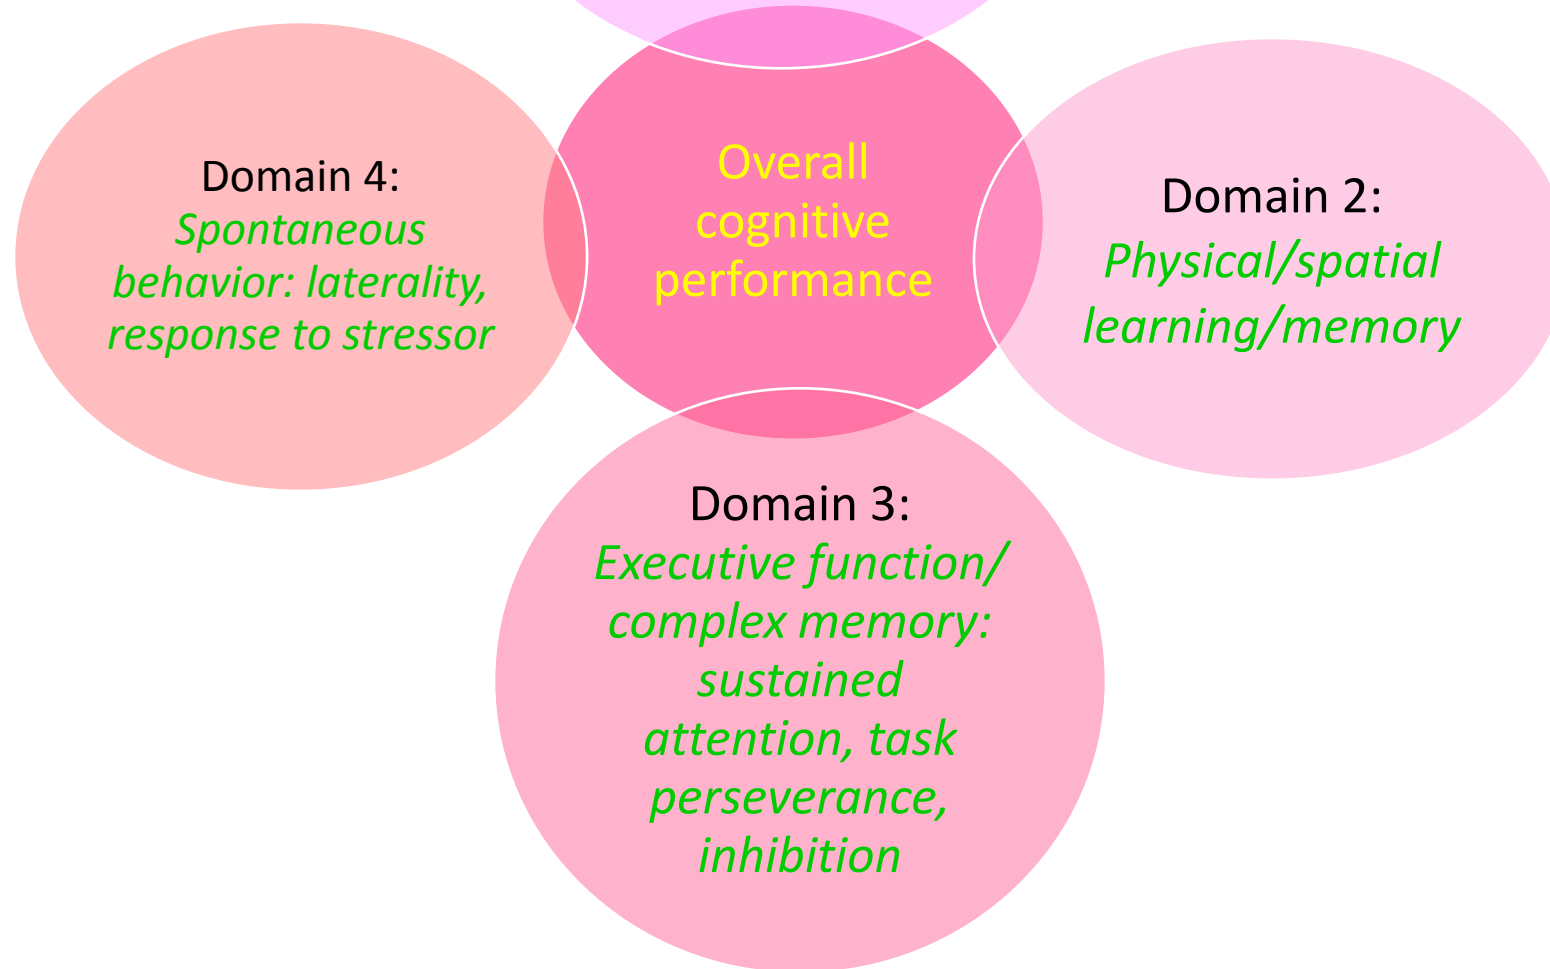 Overall
cognitive
performance
Domain 4:
Spontaneous
behavior: laterality,
response to stressor
Domain 2:
Physical/spatial
learning/memory
Domain 3:
Executive function/
complex memory:
sustained
attention, task
perseverance,
inhibition